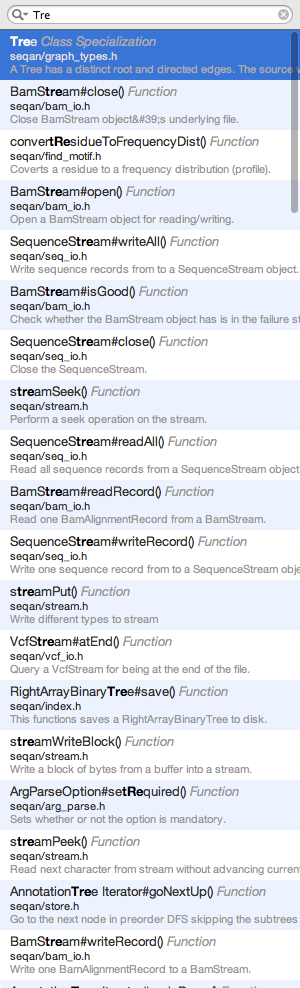 Tre
Tree Class Specialization
seqan/graph_types.h
A Tree has a distinct root and directed edges. The source v
BamStream#close() Function
seqan/bam_io.h
Close BamStream object&#39;s underlying file.
convertResidueToFrequencyDist() Function
seqan/find_motif.h
Coverts a residue to a frequency distribution (profile).
BamStream#open() Function
seqan/bam_io.h
Open a BamStream object for reading/writing.
SequenceStream#writeAll() Function
seqan/seq_io.h
Write sequence records from to a SequenceStream object.
BamStream#isGood() Function
seqan/bam_io.h
Check whether the BamStream object has is in the failure st
SequenceStream#close() Function
seqan/seq_io.h
Close the SequenceStream.
streamSeek() Function
seqan/stream.h
Perform a seek operation on the stream.
SequenceStream#readAll() Function
seqan/seq_io.h
Read all sequence records from a SequenceStream object
BamStream#readRecord() Function
seqan/bam_io.h
Read one BamAlignmentRecord from a BamStream.
SequenceStream#writeRecord() Function
seqan/seq_io.h
Write one sequence record from to a SequenceStream obje
streamPut() Function
seqan/stream.h
Write different types to stream
VcfStream#atEnd() Function
seqan/vcf_io.h
Query a VcfStream for being at the end of the file.
RightArrayBinaryTree#save() Function
seqan/index.h
This functions saves a RightArrayBinaryTree to disk.
streamWriteBlock() Function
seqan/stream.h
Write a block of bytes from a buffer into a stream.
ArgParseOption#setRequired() Function
seqan/arg_parse.h
Sets whether or not the option is mandatory.
streamPeek() Function
seqan/stream.h
Read next character from stream without advancing current
AnnotationTree Iterator#goNextUp() Function
seqan/store.h
Go to the next node in preorder DFS skipping the subtrees
BamStream#writeRecord() Function
seqan/bam_io.h
Write one BamAlignmentRecord to a BamStream.